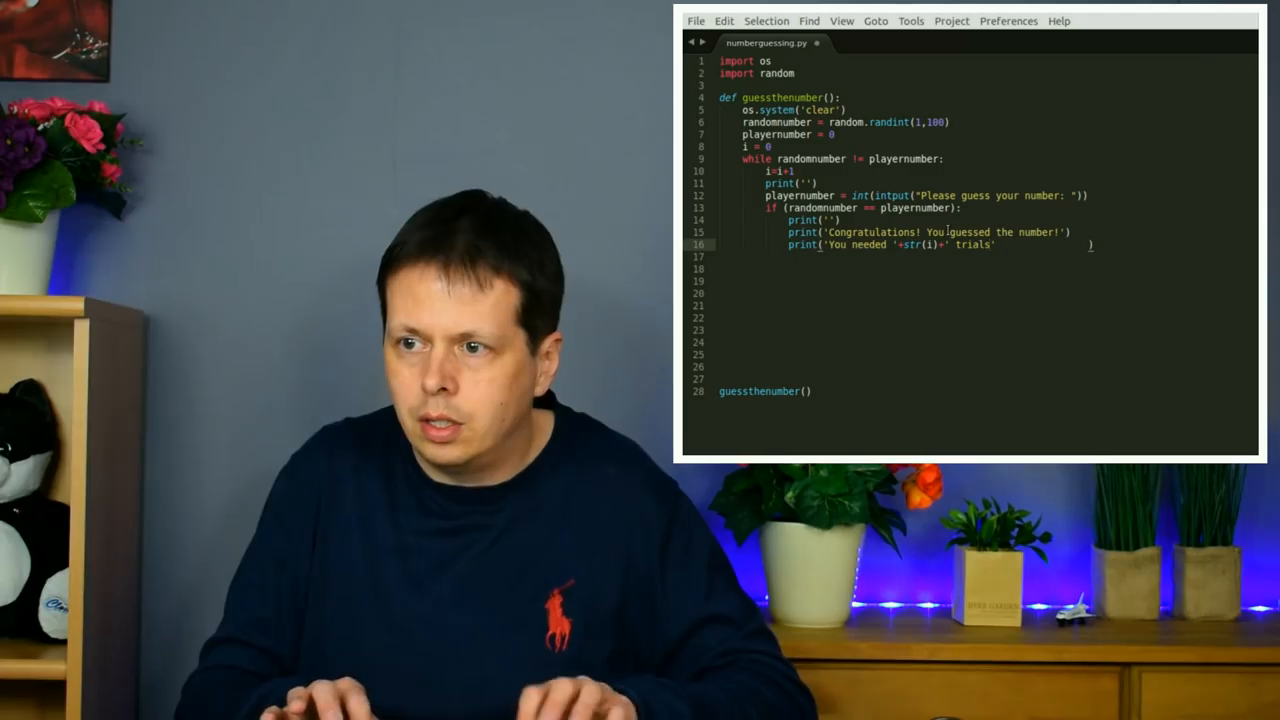 File Edit Selection Find View Goto Tools Project Preferences Help
numberguessing.py
1 import os
2 import random
3
4 def guessthenumber():
5 os.system('clear')
6 randomnumber = random.randint(1,100)
7 playernumber = 0
8 i = 0
9 while randomnumber != playernumber:
10 i=i+1
11 print('')
12 playernumber = int(intput("Please guess your number: "))
13 if (randomnumber == playernumber):
14 print('')
15 print('Congratulations! You guessed the number!')
16 print('You needed '+str(i)+' trials' )
17
18
19
20
21
22
23
24
25
26
27
28 guessthenumber()
HERB GARDEN